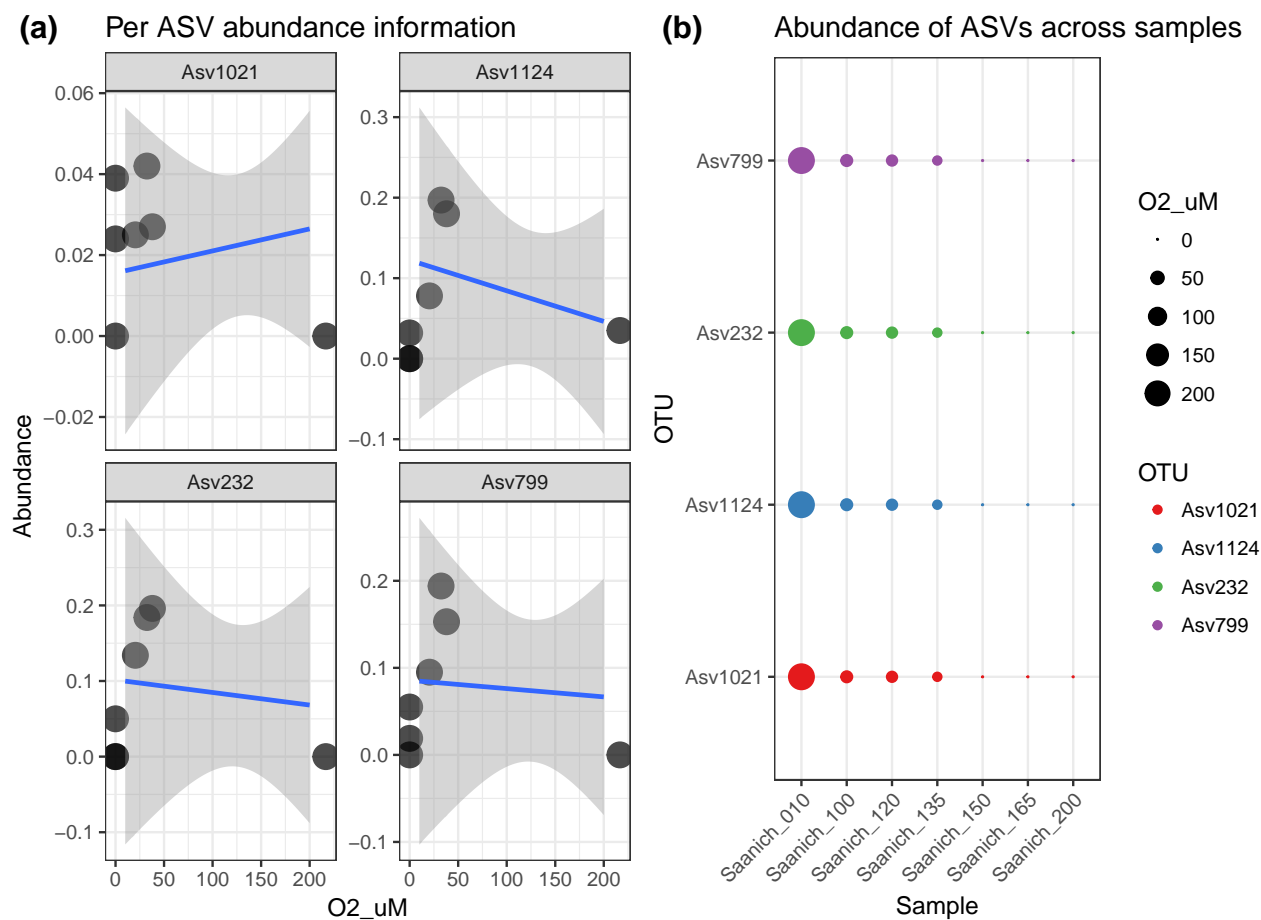 (a) Per ASV abundance information
Asv1021
Asv1124
0.06
0.04
0.02
0.00
−0.02
0.3
0.2
0.1
0.0
−0.1
Abundance
Asv232
Asv799
0.3
0.2
0.1
0.0
−0.1
0.2
0.1
0.0
−0.1
0 50 100 150 200
0 50 100 150 200
O2_uM
(b) Abundance of ASVs across samples
OTU
Asv799
Asv232
Asv1124
Asv1021
Saanich_010
Saanich_100
Saanich_120
Saanich_135
Saanich_150
Saanich_165
Saanich_200
Sample
O2_uM
0
50
100
150
200
OTU
Asv1021
Asv1124
Asv232
Asv799